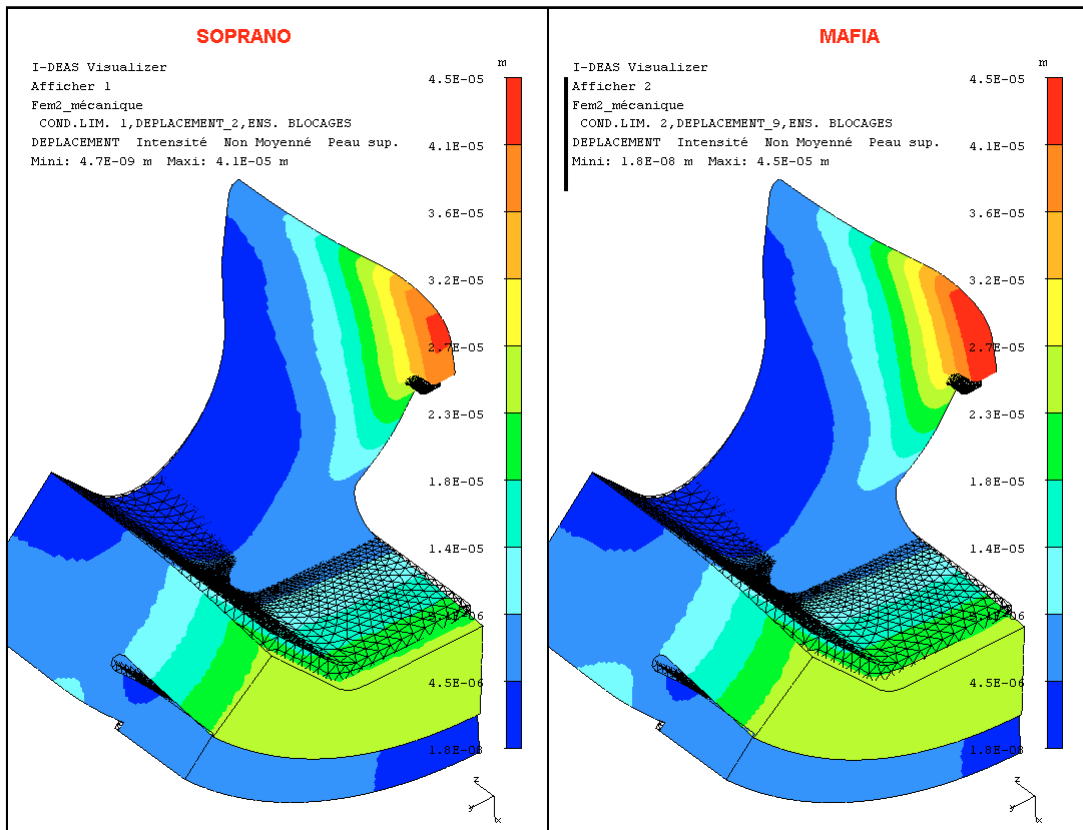 SOPRANO
I-DEAS Visualizer
Afficher 1
Fem2_mécanique
COND.LIM. 1,DEPLACEMENT_2,ENS. BLOCAGES
DEPLACEMENT Intensité Non Moyenné Peau sup.
Mini: 4.7E-09 m Maxi: 4.1E-05 m
m
4.5E-05
4.1E-05
3.6E-05
3.2E-05
2.7E-05
2.3E-05
1.8E-05
1.4E-05
4.5E-06
1.8E-08
z
y
x
MAFIA
I-DEAS Visualizer
Afficher 2
Fem2_mécanique
COND.LIM. 2,DEPLACEMENT_9,ENS. BLOCAGES
DEPLACEMENT Intensité Non Moyenné Peau sup.
Mini: 1.8E-08 m Maxi: 4.5E-05 m
m
4.5E-05
4.1E-05
3.6E-05
3.2E-05
2.7E-05
2.3E-05
1.8E-05
1.4E-05
4.5E-06
1.8E-08
z
y
x